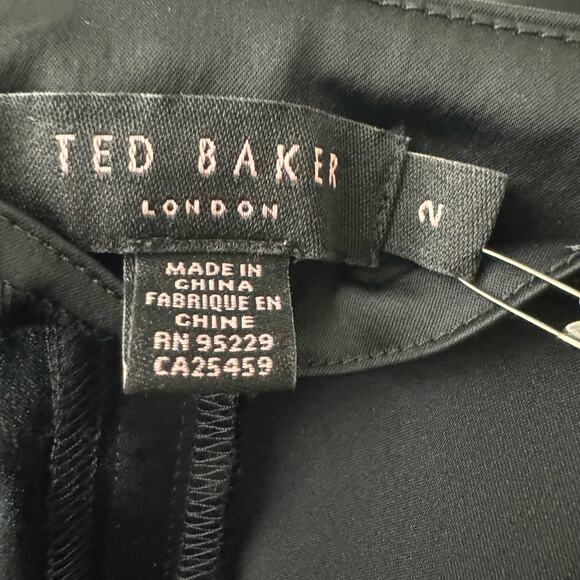 TED BAKER
LONDON
2
MADE IN
CHINA
FABRIQUE EN
CHINE
RN 95229
CA25459